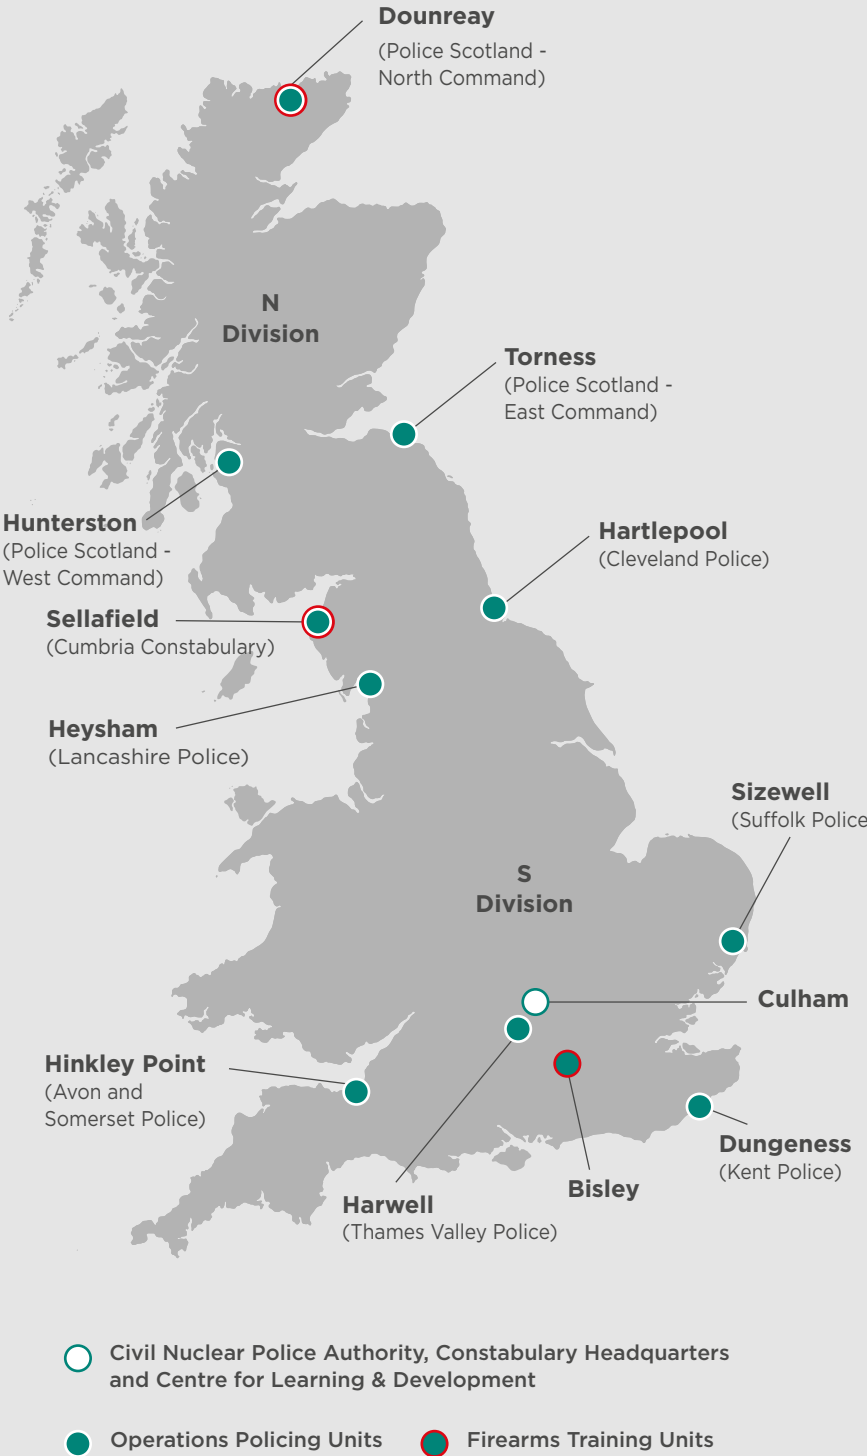 Dounreay
(Police Scotland -
North Command)
N
Division
Torness
(Police Scotland -
East Command)
Hunterston
(Police Scotland -
West Command)
Hartlepool
(Cleveland Police)
Sellafield
(Cumbria Constabulary)
Heysham
(Lancashire Police)
Sizewell
(Suffolk Police
S
Division
Culham
Hinkley Point
(Avon and
Somerset Police)
Dungeness
(Kent Police)
Bisley
Harwell
(Thames Valley Police)
Civil Nuclear Police Authority, Constabulary Headquarters
and Centre for Learning & Development
Operations Policing Units
Firearms Training Units